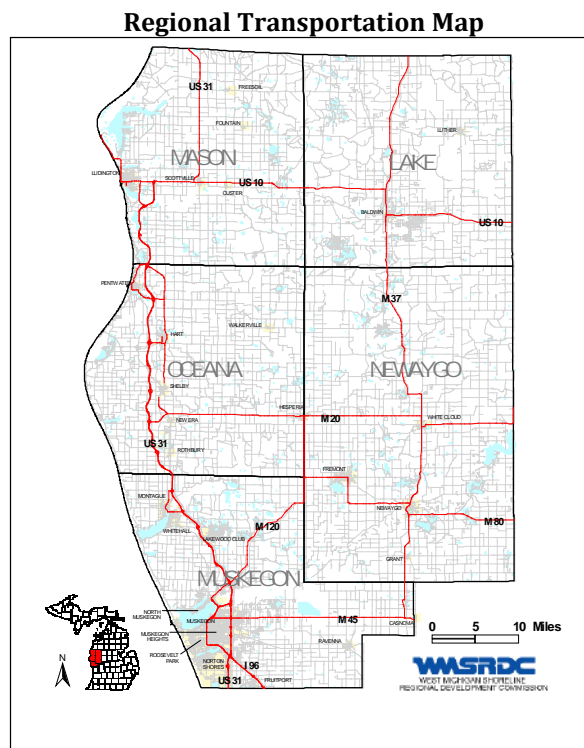 Regional Transportation Map
US 31
FREESOIL
FOUNTAIN
LUTHER
MASON
LAKE
LUDINGTON
SCOTTVILLE
US 10
CUSTER
BALDWIN
US 10
PENTWATER
M 37
WALKERVILLE
HART
OCEANA
NEWAYGO
SHELBY
HESPERIA
M 20
WHITE CLOUD
NEW ERA
US 31
ROTHBURY
FREMONT
MONTAGUE
NEWAYGO
M 80
WHITEHALL
M 120
LAKEWOOD CLUB
GRANT
MUSKEGON
NORTH
MUSKEGON
MUSKEGON
M 45
CASNOVIA
MUSKEGON
HEIGHTS
RAVENNA
ROOSEVELT
PARK
NORTON
SHORES
I 96
US 31
FRUITPORT
N
0 5 10 Miles
WMSRDC
WEST MICHIGAN SHORELINE
REGIONAL DEVELOPMENT COMMISSION